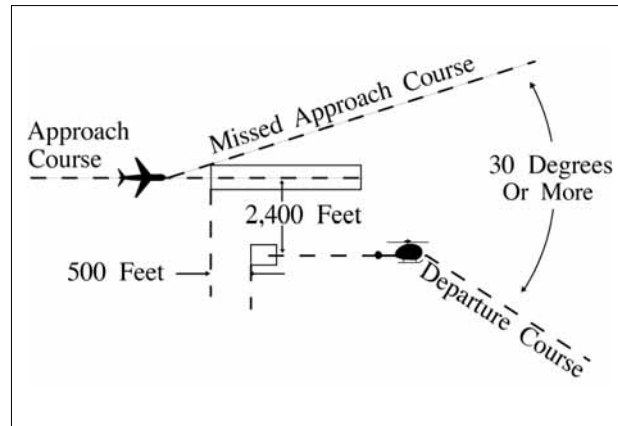 Missed Approach Course
Approach
Course
30 Degrees
Or More
2,400 Feet
500 Feet
Departure Course